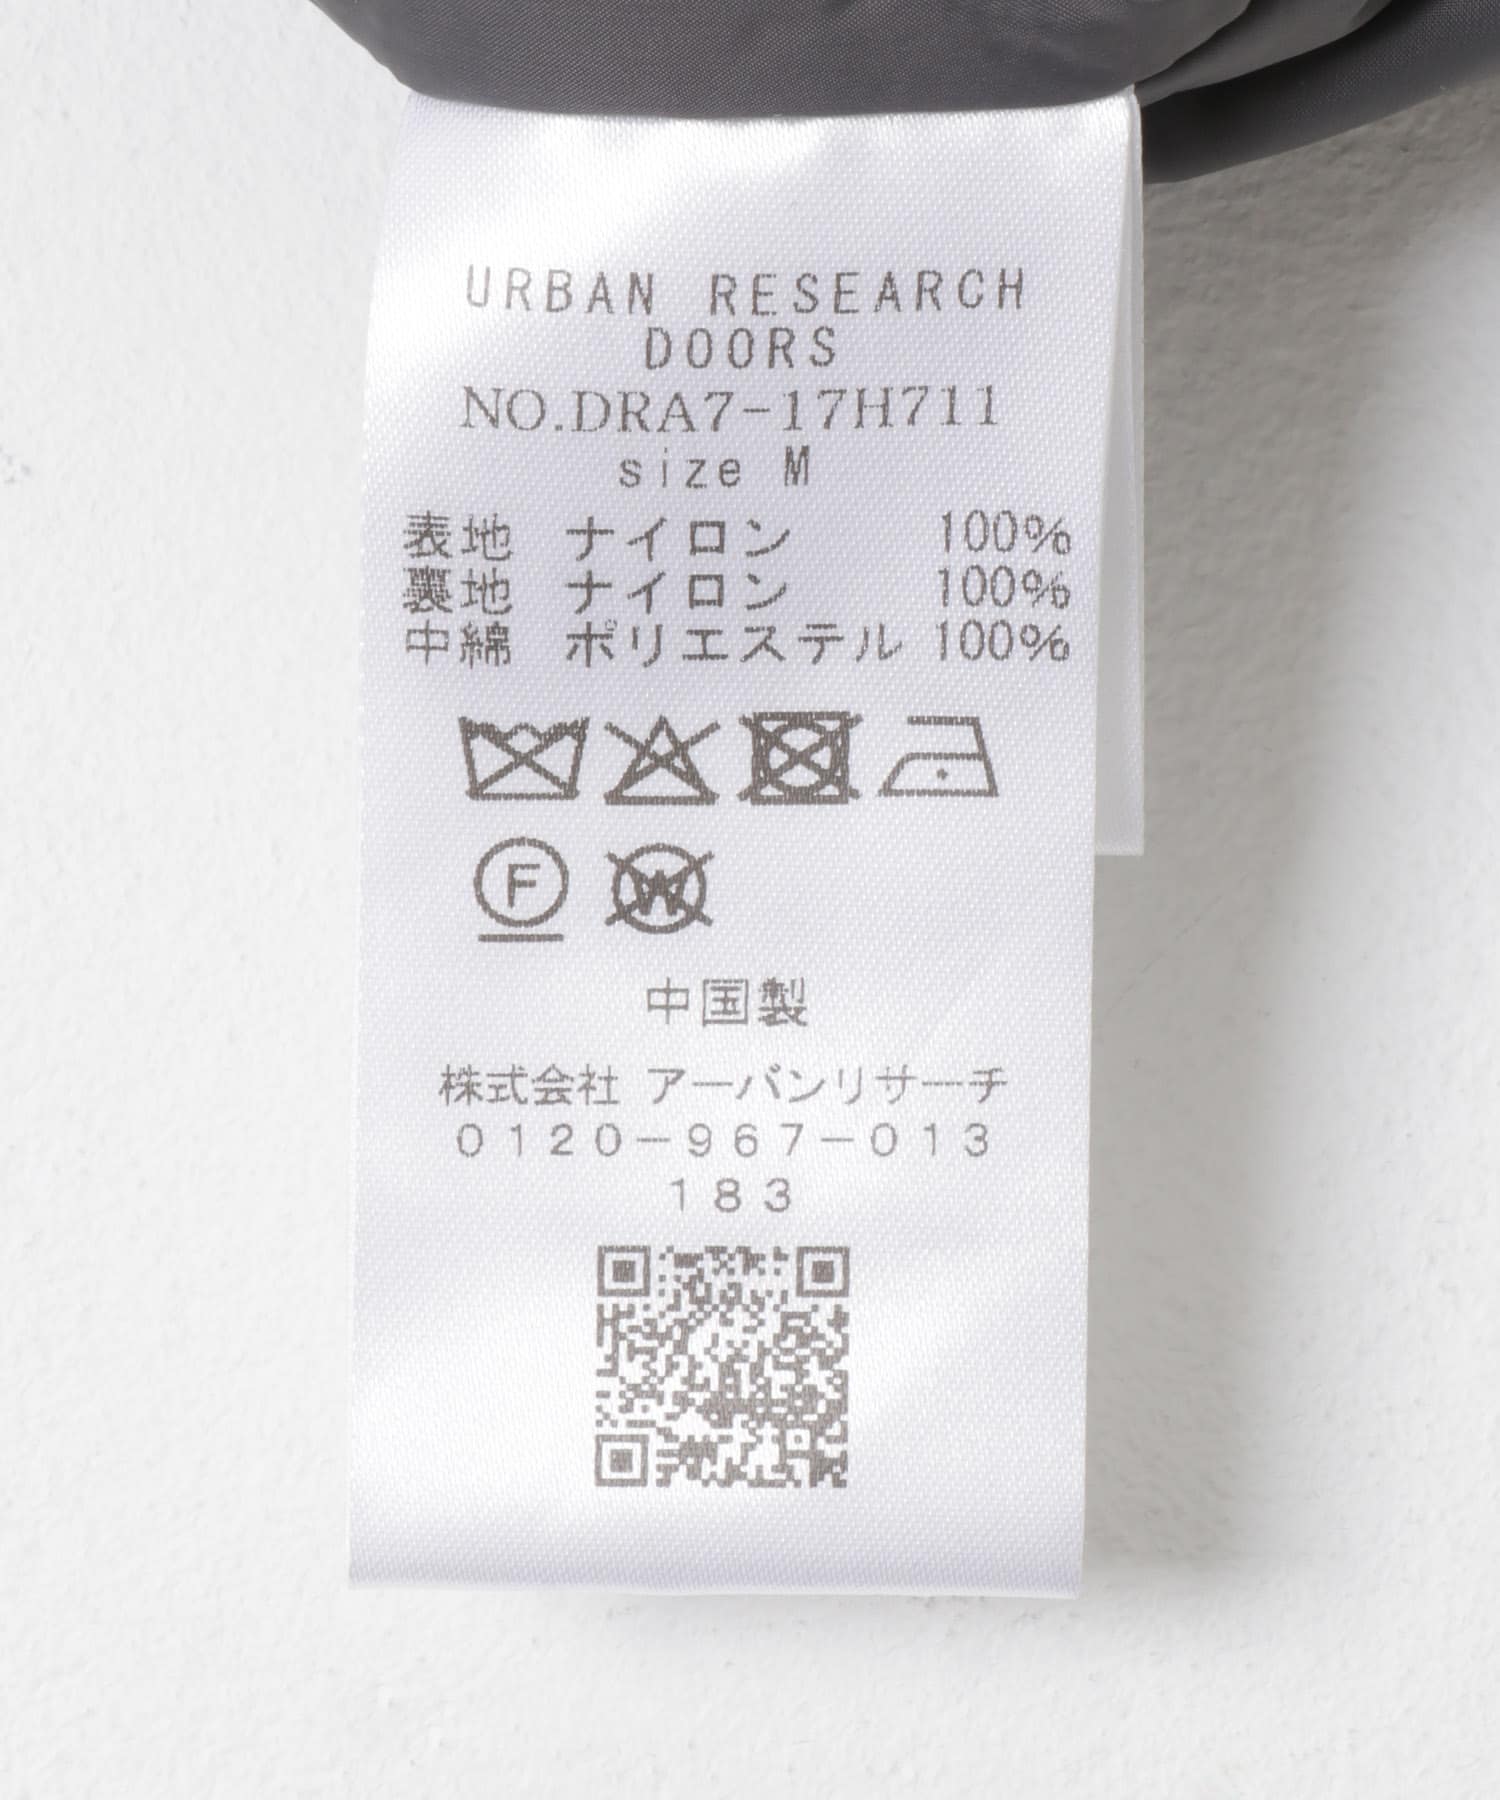 URBAN RESEARCH
DOORS
NO.DRA7-17H711
size M
表地 ナイロン 100%
裏地 ナイロン 100%
中綿 ポリエステル 100%
F W
中国製
株式会社 アーバンリサーチ
0120-967-013
183